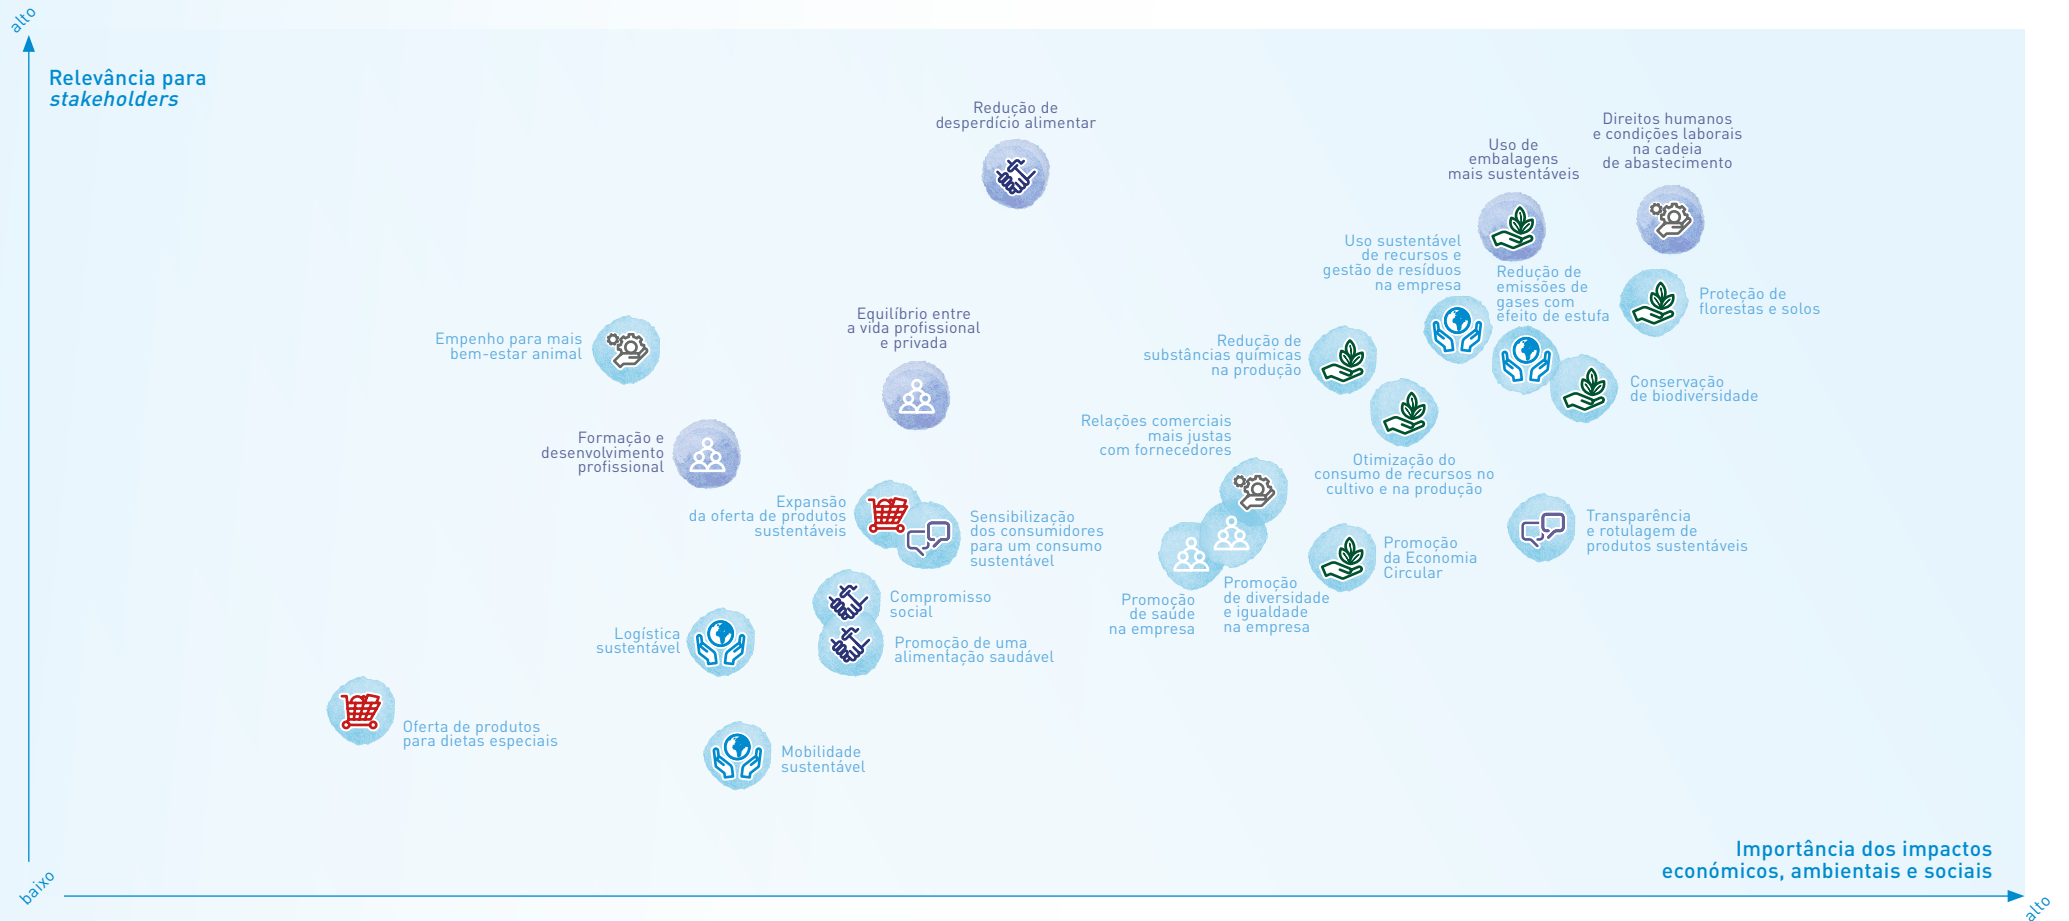 alto
Relevância para
stakeholders
Redução de
desperdício alimentar
Direitos humanos
e condições laborais
na cadeia
de abastecimento
Uso de
embalagens
mais sustentáveis
Uso sustentável
de recursos e
gestão de resíduos
na empresa
Redução de
emissões de
gases com
efeito de estufa
Proteção de
florestas e solos
Empenho para mais
bem-estar animal
Equilíbrio entre
a vida profissional
e privada
Redução de
substâncias químicas
na produção
Conservação
de biodiversidade
Formação e
desenvolvimento
profissional
Relações comerciais
mais justas
com fornecedores
Otimização do
consumo de recursos no
cultivo e na produção
Expansão
da oferta de produtos
sustentáveis
Sensibilização
dos consumidores
para um consumo
sustentável
Transparência
e rotulagem de
produtos sustentáveis
Promoção
da Economia
Circular
Compromisso
social
Promoção
de saúde
na empresa
Promoção
de diversidade
e igualdade
na empresa
Logística
sustentável
Promoção de uma
alimentação saudável
Oferta de produtos
para dietas especiais
Mobilidade
sustentável
Importância dos impactos
económicos, ambientais e sociais
baixo
alto